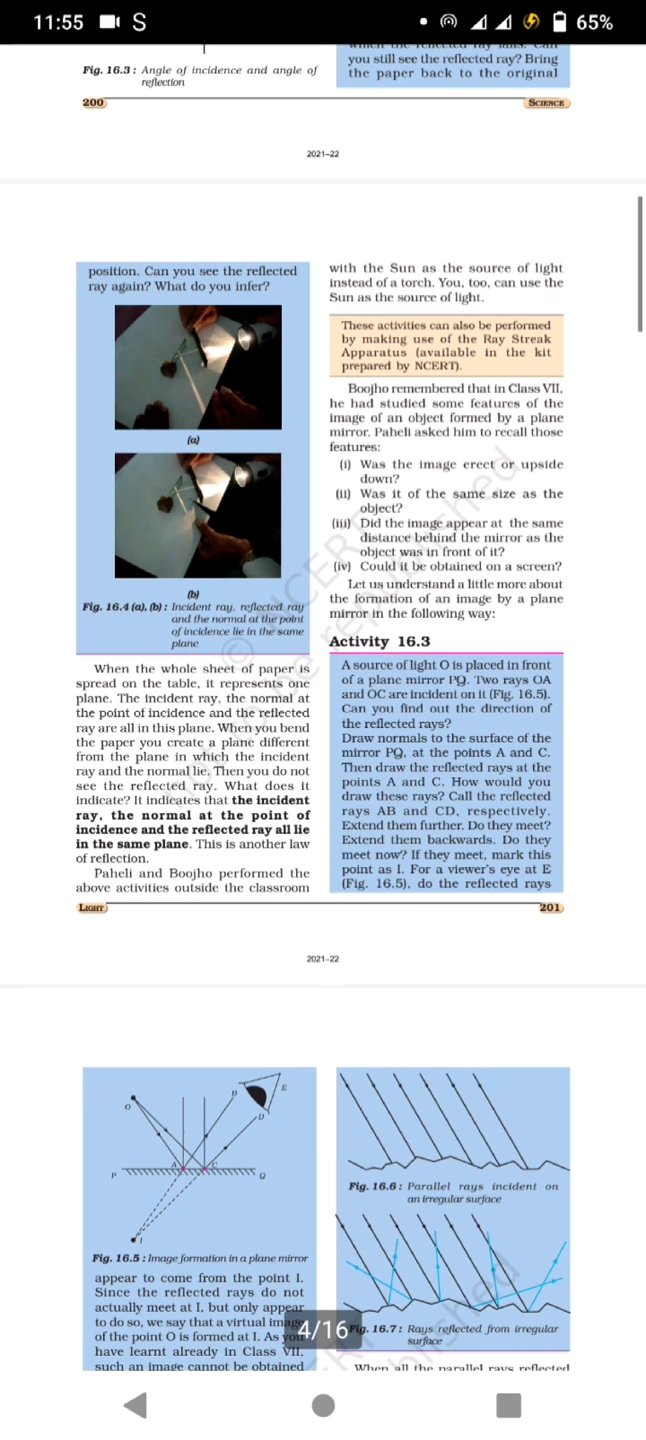 11:55 S 65%
Fig. 16.3 : Angle of incidence and angle of
reflection
200
which the reflected ray falls. Can
you still see the reflected ray? Bring
the paper back to the original
SCIENCE
2021–22
position. Can you see the reflected
ray again? What do you infer?
(a)
(b)
Fig. 16.4 (a), (b) : Incident ray, reflected ray
and the normal at the point
of incidence lie in the same
plane
When the whole sheet of paper is
spread on the table, it represents one
plane. The incident ray, the normal at
the point of incidence and the reflected
ray are all in this plane. When you bend
the paper you create a plane different
from the plane in which the incident
ray and the normal lie. Then you do not
see the reflected ray. What does it
indicate? It indicates that the incident
ray, the normal at the point of
incidence and the reflected ray all lie
in the same plane. This is another law
of reflection.
Paheli and Boojho performed the
above activities outside the classroom
with the Sun as the source of light
instead of a torch. You, too, can use the
Sun as the source of light.
These activities can also be performed
by making use of the Ray Streak
Apparatus (available in the kit
prepared by NCERT).
Boojho remembered that in Class VII,
he had studied some features of the
image of an object formed by a plane
mirror. Paheli asked him to recall those
features:
(i) Was the image erect or upside
down?
(ii) Was it of the same size as the
object?
(iii) Did the image appear at the same
distance behind the mirror as the
object was in front of it?
(iv) Could it be obtained on a screen?
Let us understand a little more about
the formation of an image by a plane
mirror in the following way:
Activity 16.3
A source of light O is placed in front
of a plane mirror PQ. Two rays OA
and OC are incident on it (Fig. 16.5).
Can you find out the direction of
the reflected rays?
Draw normals to the surface of the
mirror PQ, at the points A and C.
Then draw the reflected rays at the
points A and C. How would you
draw these rays? Call the reflected
rays AB and CD, respectively.
Extend them further. Do they meet?
Extend them backwards. Do they
meet now? If they meet, mark this
point as I. For a viewer's eye at E
(Fig. 16.5), do the reflected rays
LIGHT
201
© NCERT
not to be republished
2021–22
O B E D
P A C Q
I
Fig. 16.5 : Image formation in a plane mirror
appear to come from the point I.
Since the reflected rays do not
actually meet at I, but only appear
to do so, we say that a virtual image
of the point O is formed at I. As you
have learnt already in Class VII,
such an image cannot be obtained
4/16
Fig. 16.6 : Parallel rays incident on
an irregular surface
Fig. 16.7 : Rays reflected from irregular
surface
When all the parallel rays reflected